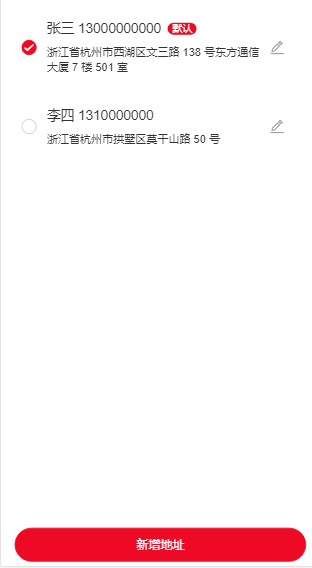 张三 13000000000 默认
浙江省杭州市西湖区文三路 138 号东方通信
大厦 7 楼 501 室
李四 1310000000
浙江省杭州市拱墅区莫干山路 50 号
新增地址